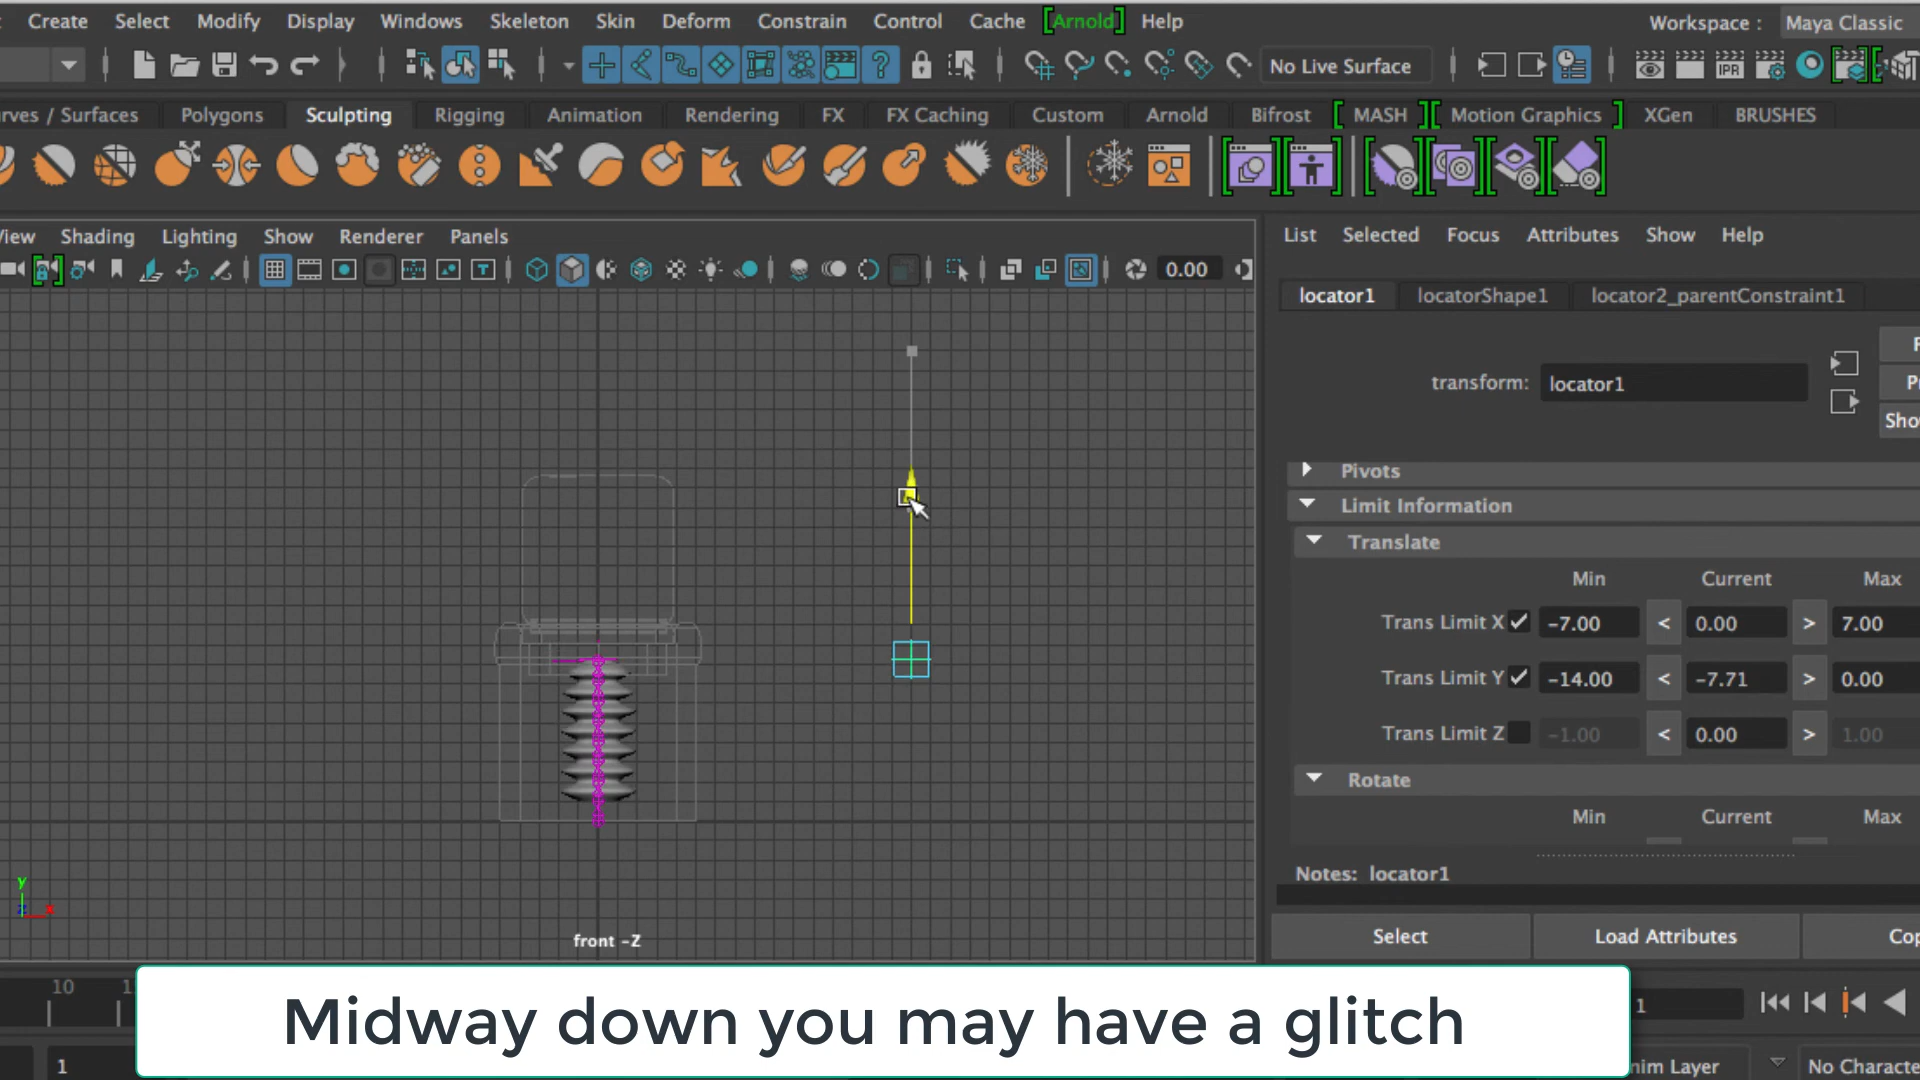 Create Select Modify Display Windows Skeleton Skin Deform Constrain Control Cache [Arnold] Help
Workspace : Maya Classic
No Live Surface
IPR
rves / Surfaces Polygons Sculpting Rigging Animation Rendering FX FX Caching Custom Arnold Bifrost [ MASH ][ Motion Graphics ] XGen BRUSHES
View Shading Lighting Show Renderer Panels
0.00
List Selected Focus Attributes Show Help
locator1 locatorShape1 locator2_parentConstraint1
transform: locator1
Sho
Pivots
Limit Information
Translate
Min Current Max
Trans Limit X -7.00 < 0.00 > 7.00
Trans Limit Y -14.00 < -7.71 > 0.00
Trans Limit Z -1.00 < 0.00 > 1.00
Rotate
Min Current Max
Notes: locator1
Select Load Attributes Cop
y
x
z
front -Z
10
1
Midway down you may have a glitch
1
nim Layer
No Characte